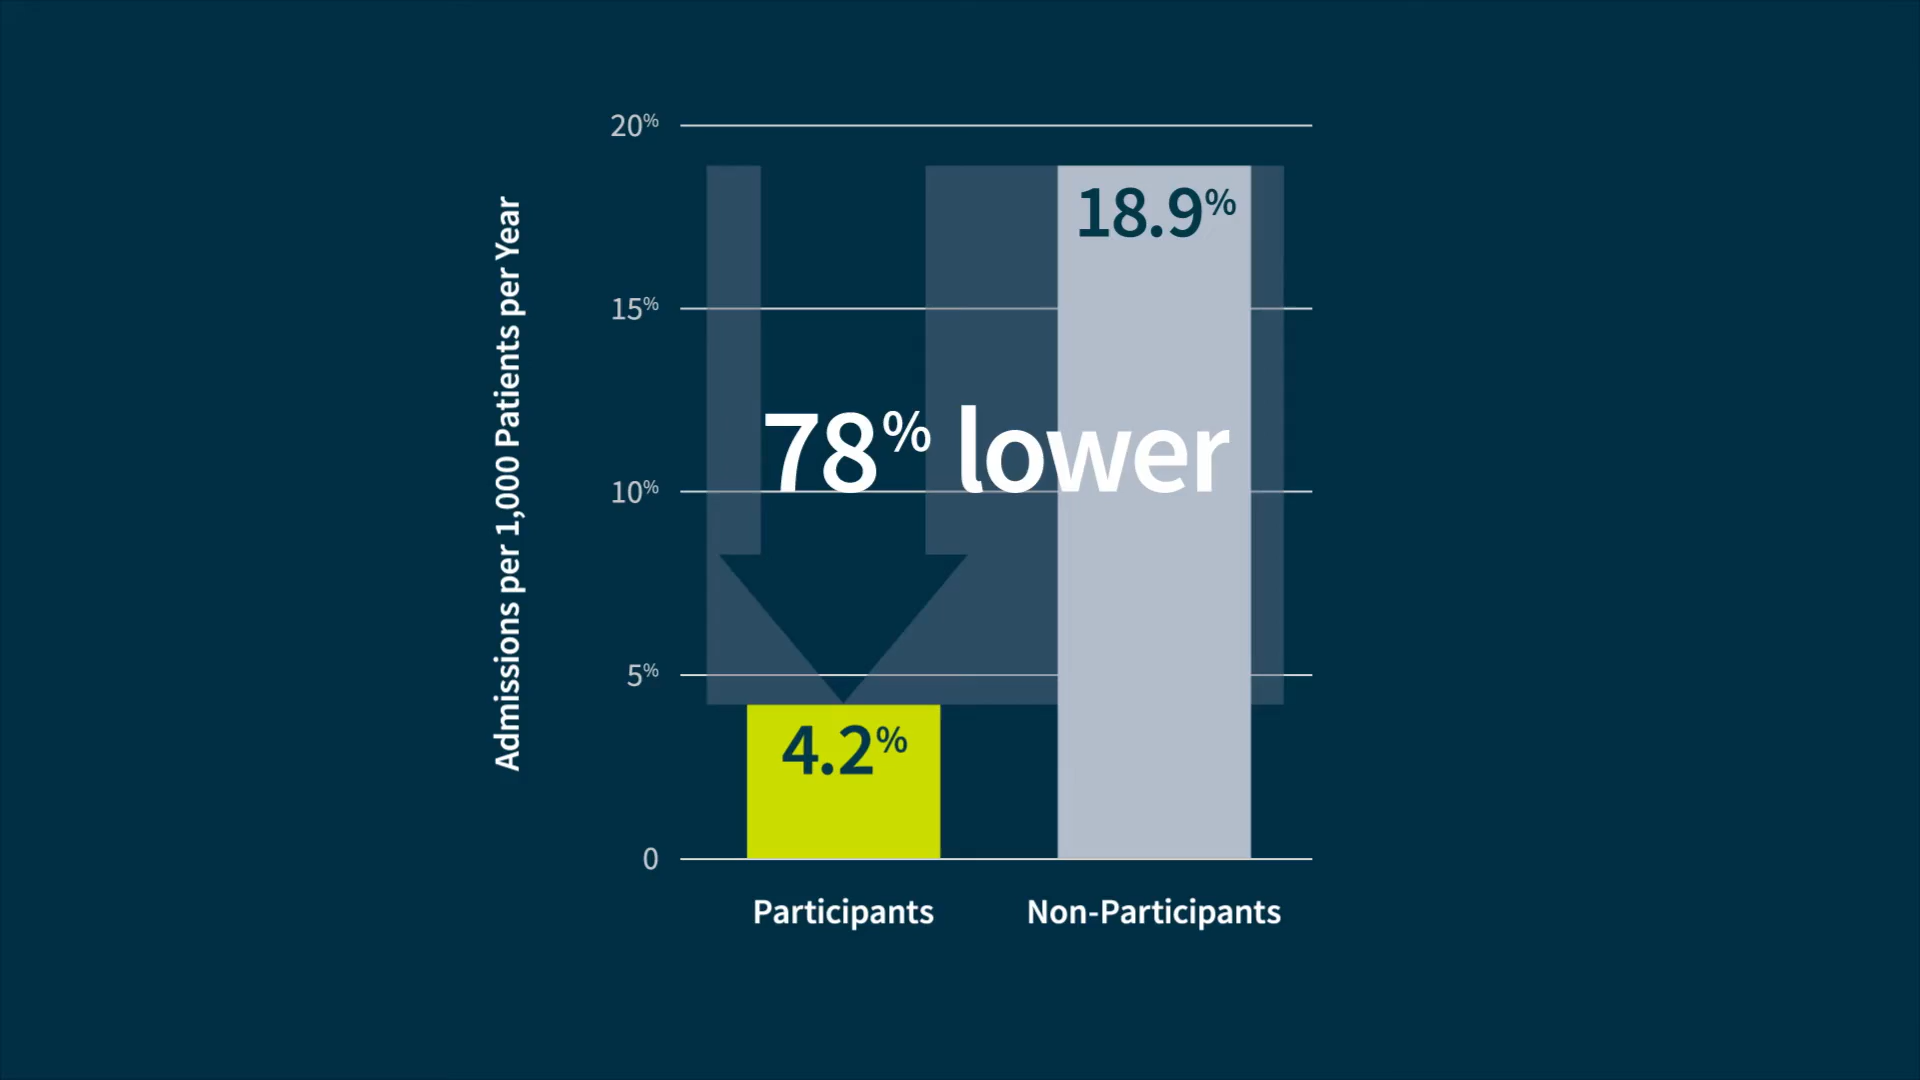 Admissions per 1,000 Patients per Year
20%
15%
10%
5%
0
18.9%
78% lower
4.2%
Participants
Non-Participants